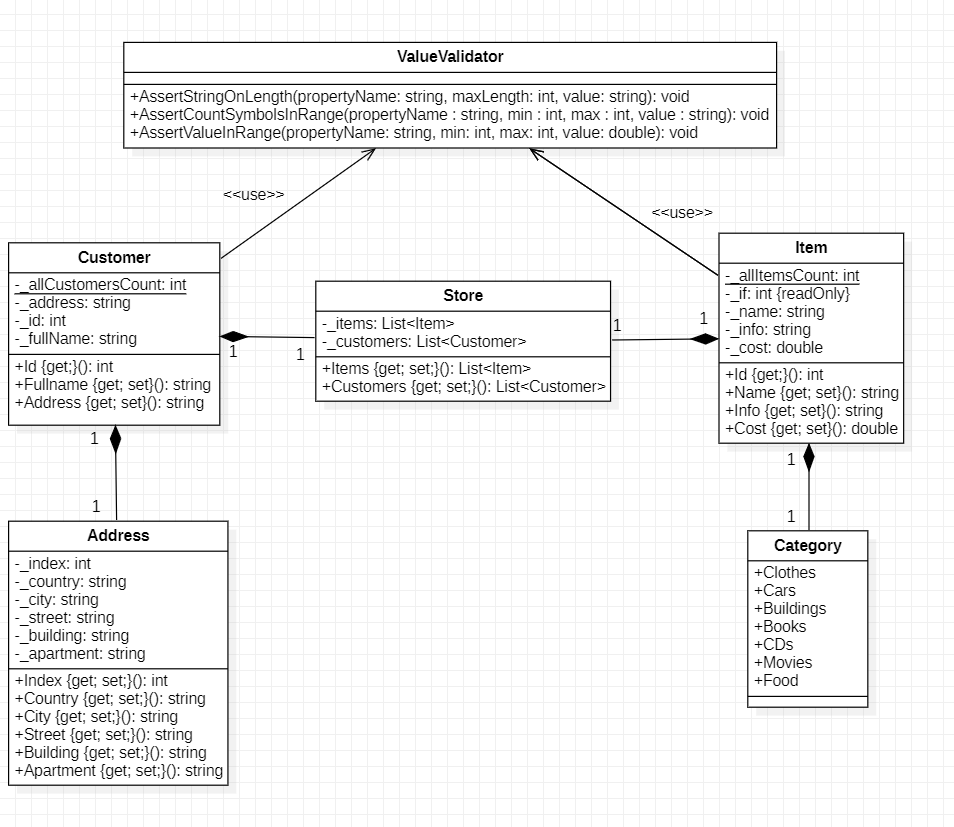 ValueValidator
+AssertStringOnLength(propertyName: string, maxLength: int, value: string): void
+AssertCountSymbolsInRange(propertyName : string, min : int, max : int, value : string): void
+AssertValueInRange(propertyName: string, min: int, max: int, value: double): void
<<use>>
<<use>>
Customer
-_allCustomersCount: int
-_address: string
-_id: int
-_fullName: string
+Id {get;}(): int
+Fullname {get; set}(): string
+Address {get; set}(): string
1
1
Store
-_items: List<Item>
-_customers: List<Customer>
+Items {get; set;}(): List<Item>
+Customers {get; set;}(): List<Customer>
1
1
Item
-_allItemsCount: int
-_if: int {readOnly}
-_name: string
-_info: string
-_cost: double
+Id {get;}(): int
+Name {get; set}(): string
+Info {get; set}(): string
+Cost {get; set}(): double
1
1
Address
-_index: int
-_country: string
-_city: string
-_street: string
-_building: string
-_apartment: string
+Index {get; set;}(): int
+Country {get; set;}(): string
+City {get; set;}(): string
+Street {get; set;}(): string
+Building {get; set;}(): string
+Apartment {get; set;}(): string
1
1
Category
+Clothes
+Cars
+Buildings
+Books
+CDs
+Movies
+Food